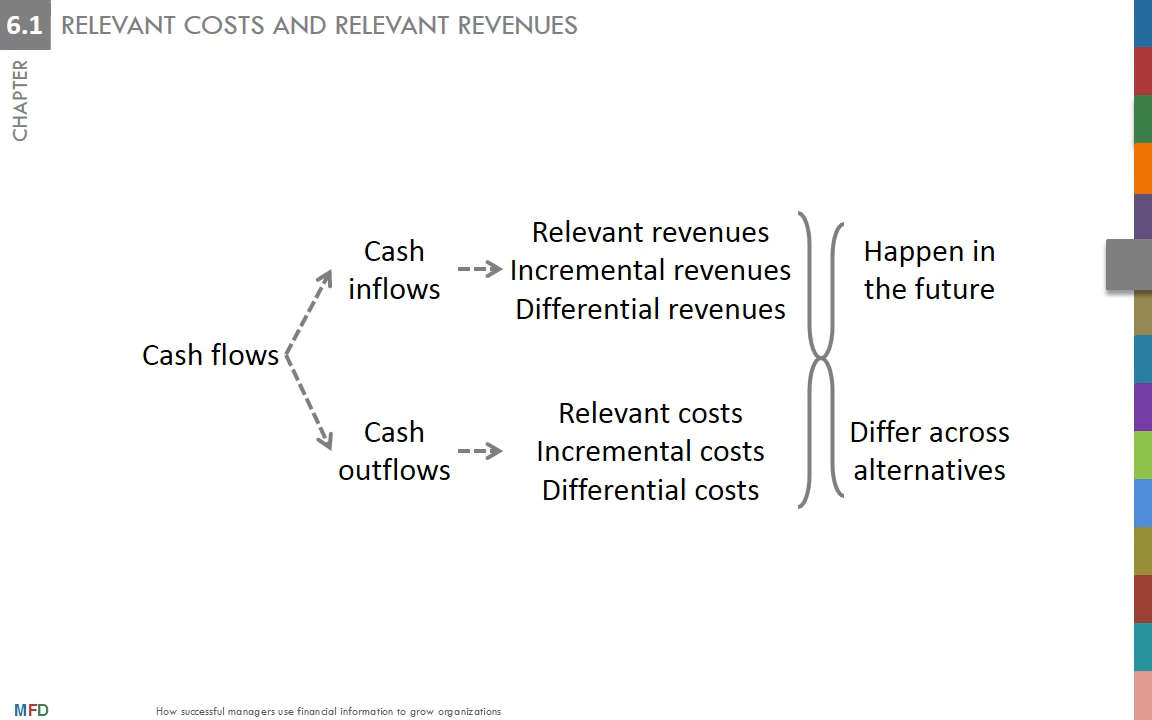 6.1 RELEVANT COSTS AND RELEVANT REVENUES
CHAPTER
Cash flows
Cash
inflows
Relevant revenues
Incremental revenues
Differential revenues
Happen in
the future
Cash
outflows
Relevant costs
Incremental costs
Differential costs
Differ across
alternatives
MFD
How successful managers use financial information to grow organizations